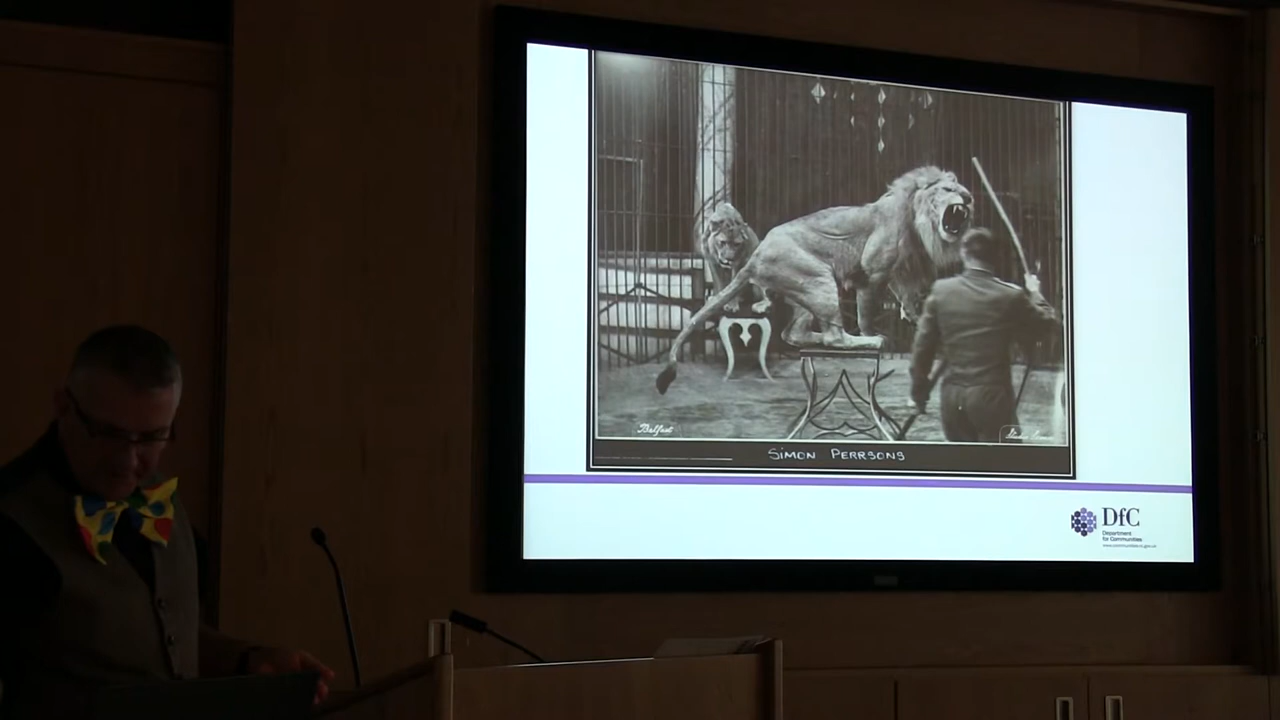 Belfast
SIMON PERRSONS
DfC
Department
for Communities